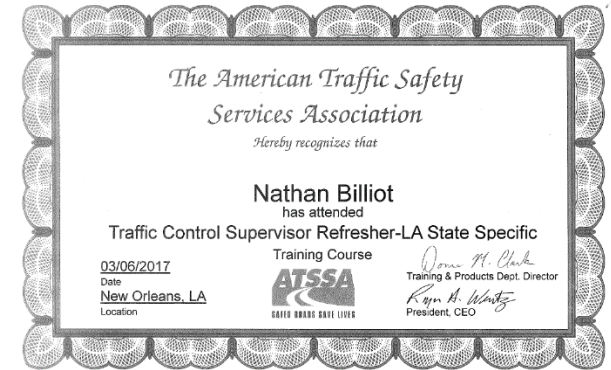 The American Traffic Safety
Services Association
Hereby recognizes that
Nathan Billiot
has attended
Traffic Control Supervisor Refresher-LA State Specific
Training Course
03/06/2017
Date
New Orleans, LA
Location
ATSSA
SAFER ROADS SAVE LIVES
Donna M. Clark
Training & Products Dept. Director
President, CEO